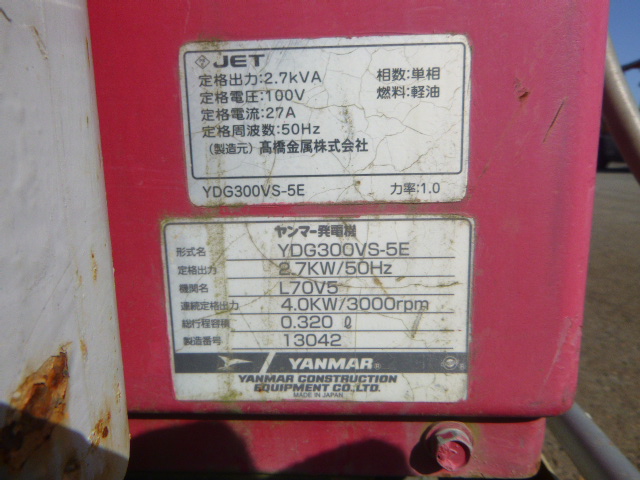 JET
定格出力:2.7kVA 相数:単相
定格電圧:100V 燃料:軽油
定格電流:27A
定格周波数:50Hz
(製造元) 髙橋金属株式会社
YDG300VS-5E 力率:1.0
ヤンマー発電機
形式名 YDG300VS-5E
定格出力 2.7KW/50Hz
機関名 L70V5
連続定格出力 4.0KW/3000rpm
総行程容積 0.320 ℓ
製造番号 13042
YANMAR®
YANMAR CONSTRUCTION
EQUIPMENT CO.,LTD.
MADE IN JAPAN